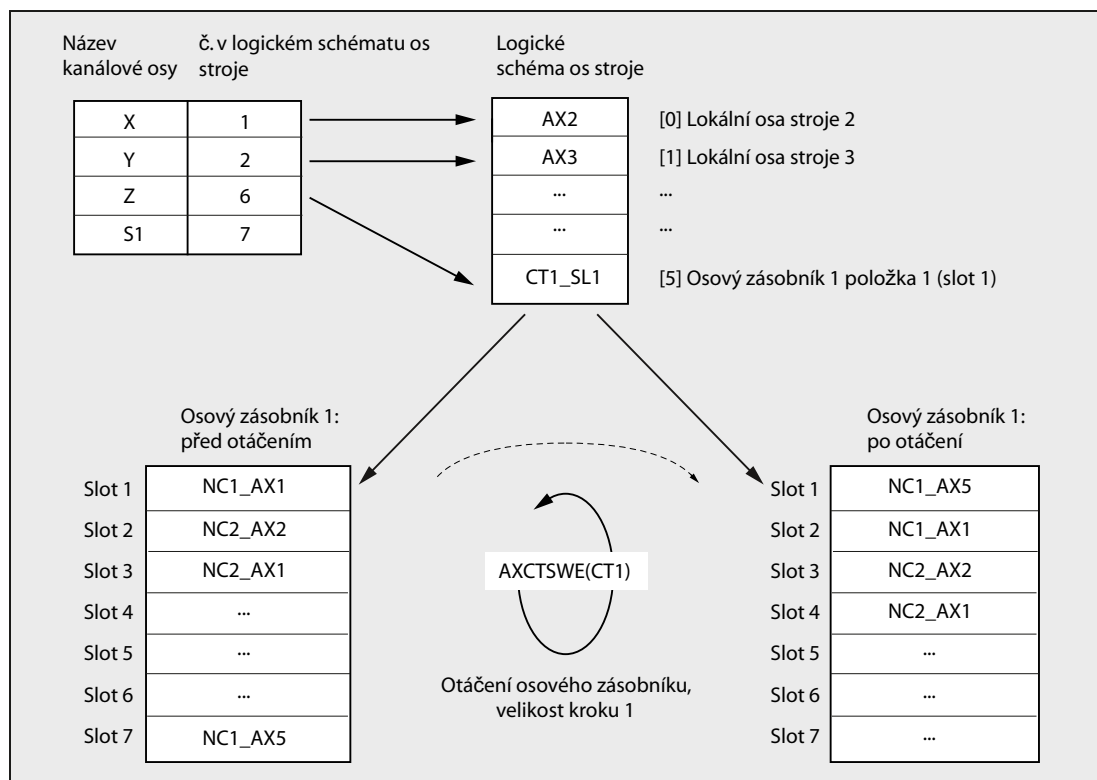 Název
kanálové osy
č. v logickém schématu os
stroje
Logické
schéma os stroje
X 1
Y 2
Z 6
S1 7
AX2 [0] Lokální osa stroje 2
AX3 [1] Lokální osa stroje 3
... ...
... ...
CT1_SL1 [5] Osový zásobník 1 položka 1 (slot 1)
Osový zásobník 1:
před otáčením
Slot 1 NC1_AX1
Slot 2 NC2_AX2
Slot 3 NC2_AX1
Slot 4 ...
Slot 5 ...
Slot 6 ...
Slot 7 NC1_AX5
AXCTSWE(CT1)
Otáčení osového zásobníku,
velikost kroku 1
Osový zásobník 1:
po otáčení
Slot 1 NC1_AX5
Slot 2 NC1_AX1
Slot 3 NC2_AX2
Slot 4 NC2_AX1
Slot 5 ...
Slot 6 ...
Slot 7 ...